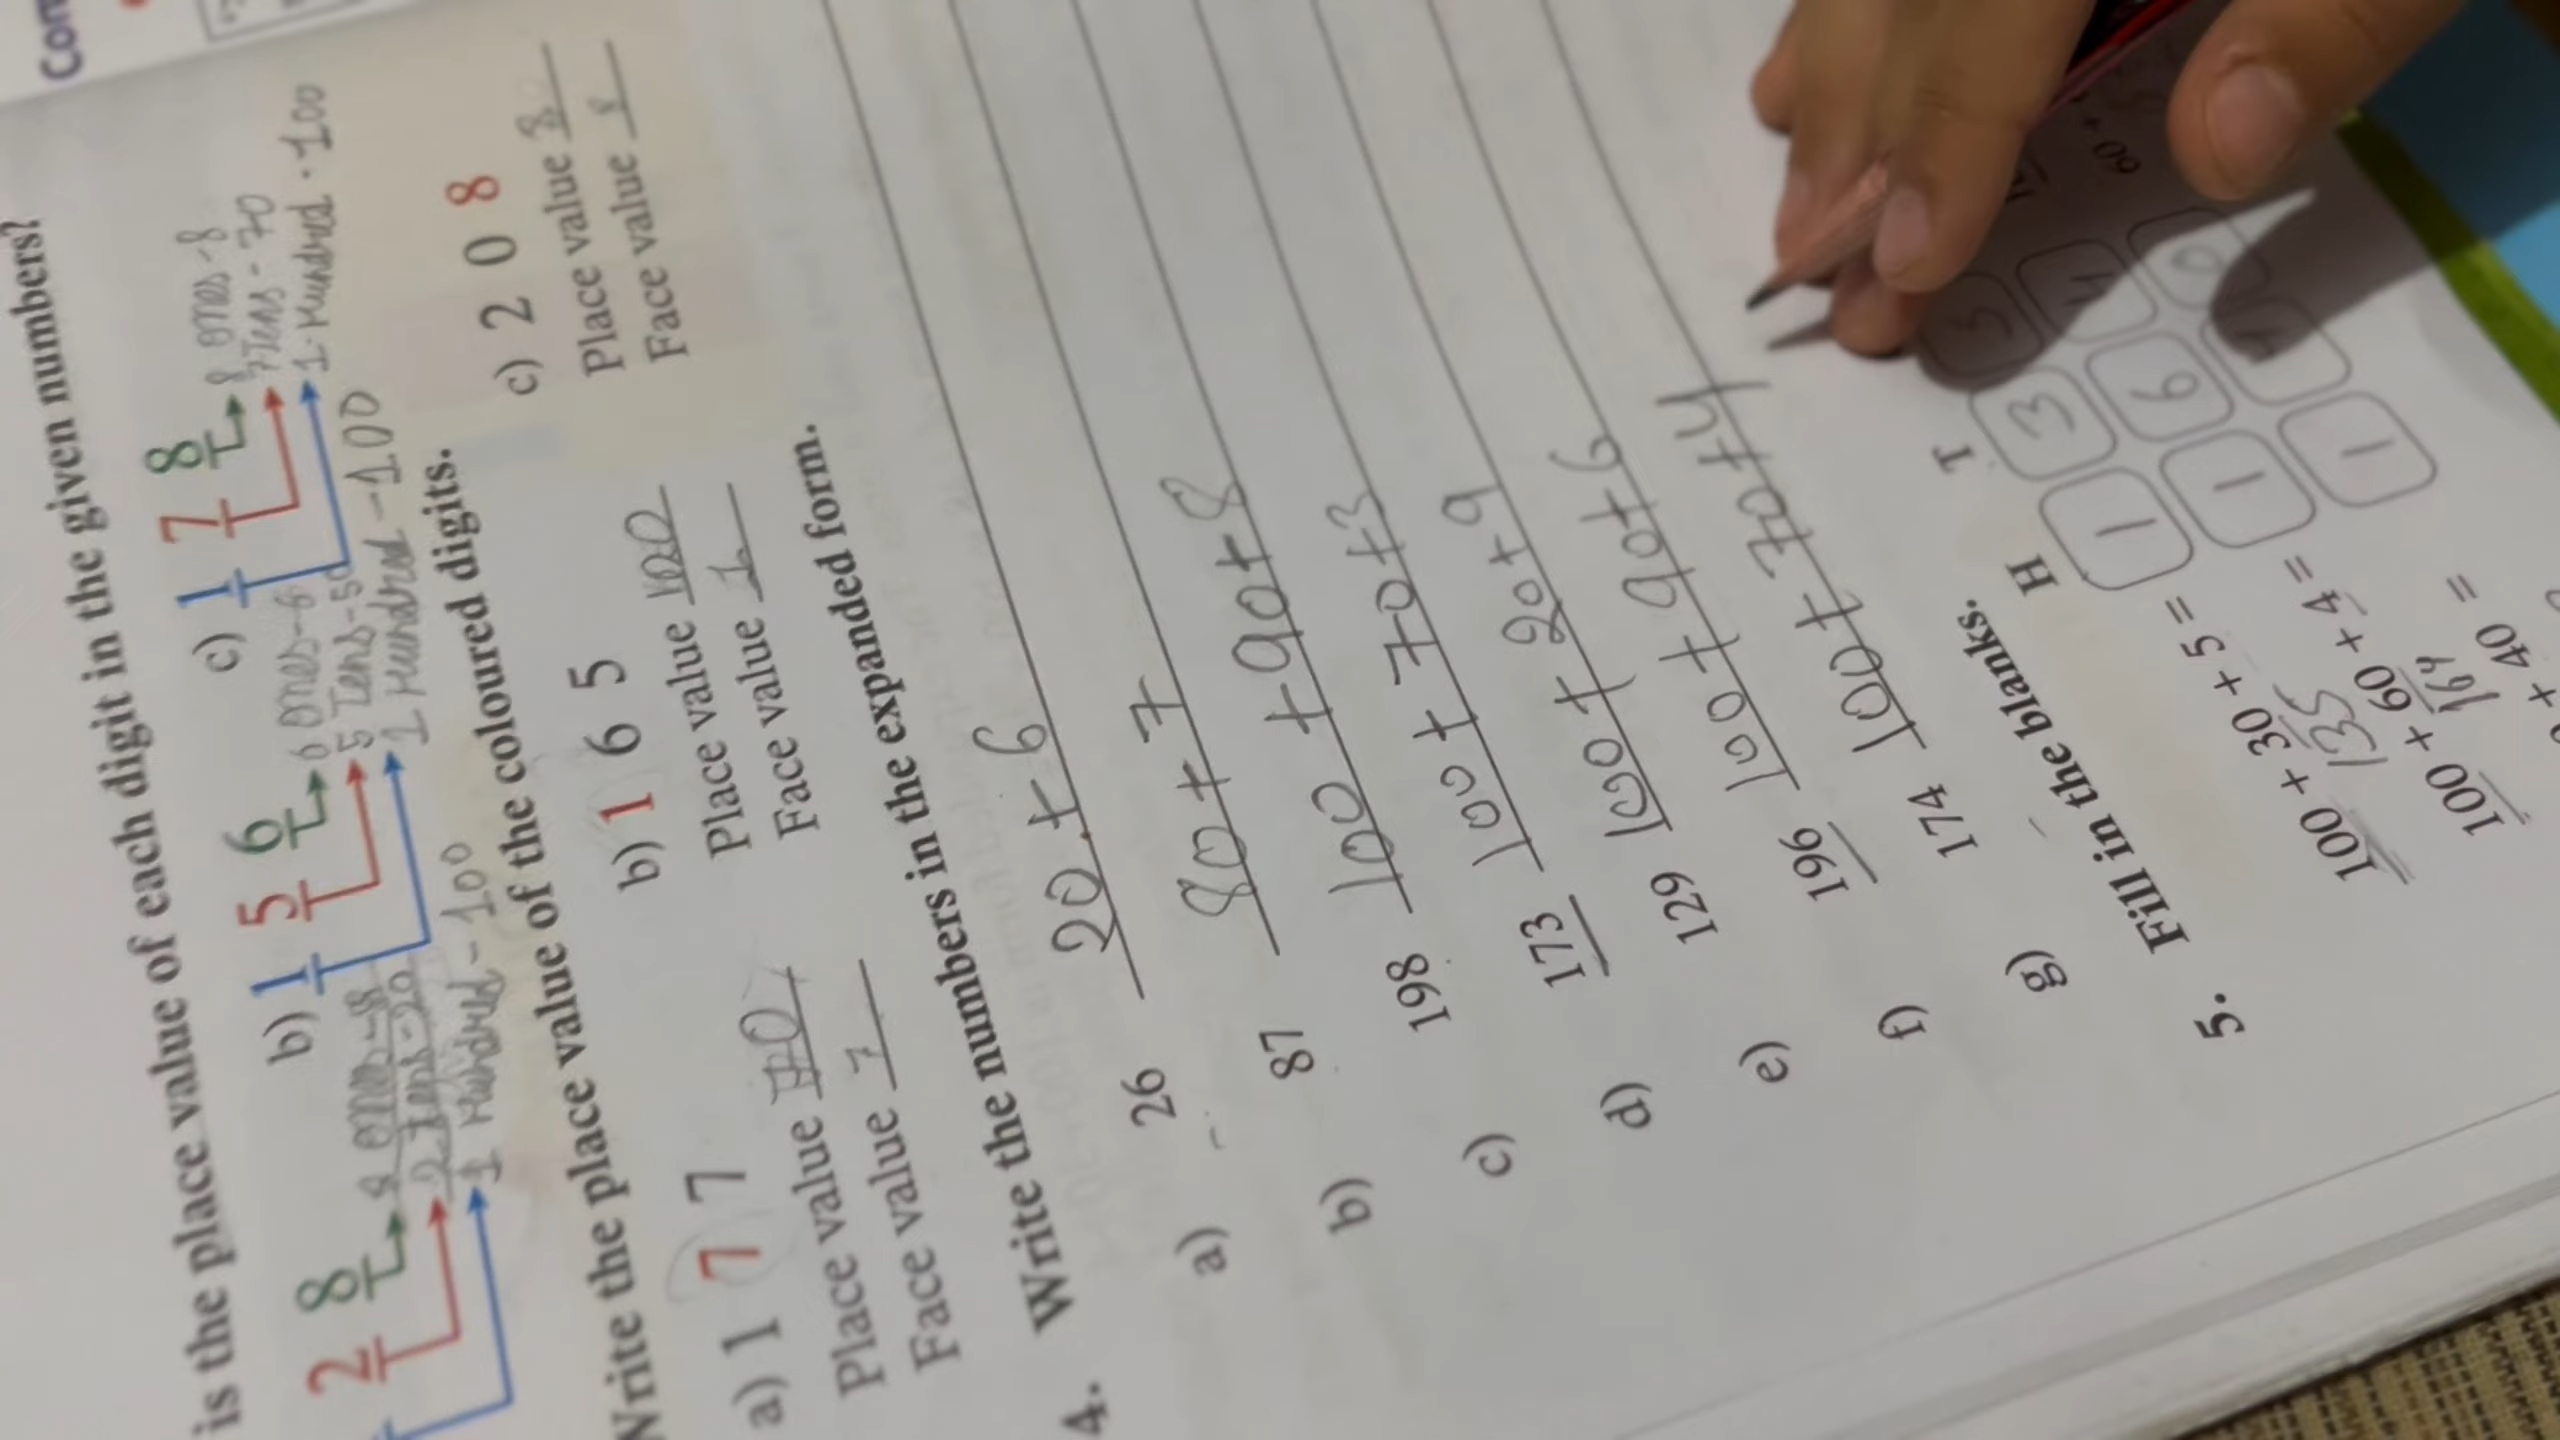 Con
is the place value of each digit in the given numbers?
2 8
8 ones-8
2 Tens-20
1 Hundred-100
b) 1 5 6
6 ones-6
5 Tens-50
1 Hundred-100
c) 1 7 8
8 ones-8
7 Tens-70
1-Hundred-100
Write the place value of the coloured digits.
a) 1 7 7
Place value 70
Face value 7
b) 1 6 5
Place value 100
Face value 1
c) 2 0 8
Place value 8
Face value 8
4. Write the numbers in the expanded form.
a) 26 20+6
b) 87 80+7
c) 198 100+90+8
d) 173 100+70+3
e) 129 100+20+9
f) 196 100+90+6
g) 174 100+70+4
5. Fill in the blanks.
H T
100 + 30 + 5 = 1 3 5
135
100 + 60 + 4 = 1 6 4
164
+ 40 = 1 4 0
60 +